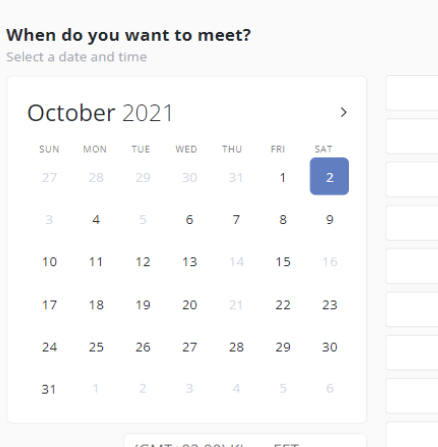 When do you want to meet?
Select a date and time
October 2021
SUN MON TUE WED THU FRI SAT
27 28 29 30 31 1 2
3 4 5 6 7 8 9
10 11 12 13 14 15 16
17 18 19 20 21 22 23
24 25 26 27 28 29 30
31 1 2 3 4 5 6